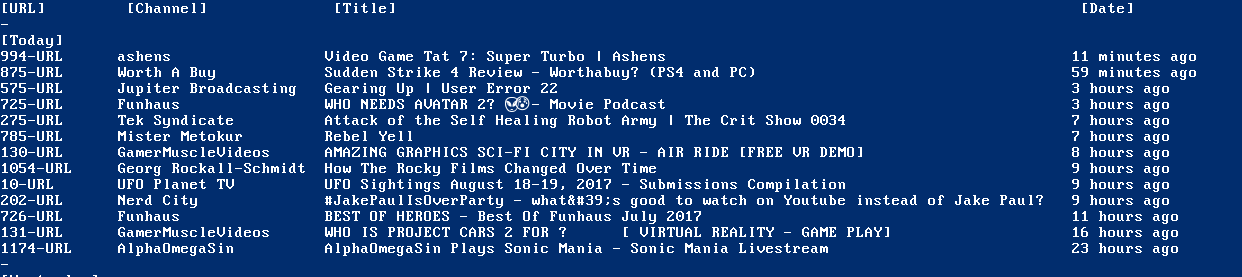 [URL] [Channel] [Title] [Date]
-
[Today]
994-URL ashens Video Game Tat 7: Super Turbo | Ashens 11 minutes ago
875-URL Worth A Buy Sudden Strike 4 Review - Worthabuy? (PS4 and PC) 59 minutes ago
575-URL Jupiter Broadcasting Gearing Up | User Error 22 3 hours ago
725-URL Funhaus WHO NEEDS AVATAR 2? - Movie Podcast 3 hours ago
275-URL Tek Syndicate Attack of the Self Healing Robot Army | The Crit Show 0034 7 hours ago
785-URL Mister Metokur Rebel Yell 7 hours ago
130-URL GamerMuscleVideos AMAZING GRAPHICS SCI-FI CITY IN VR - AIR RIDE [FREE VR DEMO] 8 hours ago
1054-URL Georg Rockall-Schmidt How The Rocky Films Changed Over Time 9 hours ago
10-URL UFO Planet TV UFO Sightings August 18-19, 2017 - Submissions Compilation 9 hours ago
202-URL Nerd City #JakePaulIsOverParty - what&#39;s good to watch on Youtube instead of Jake Paul? 9 hours ago
726-URL Funhaus BEST OF HEROES - Best Of Funhaus July 2017 11 hours ago
131-URL GamerMuscleVideos WHO IS PROJECT CARS 2 FOR ? [ VIRTUAL REALITY - GAME PLAY] 16 hours ago
1174-URL AlphaOmegaSin AlphaOmegaSin Plays Sonic Mania - Sonic Mania Livestream 23 hours ago
-